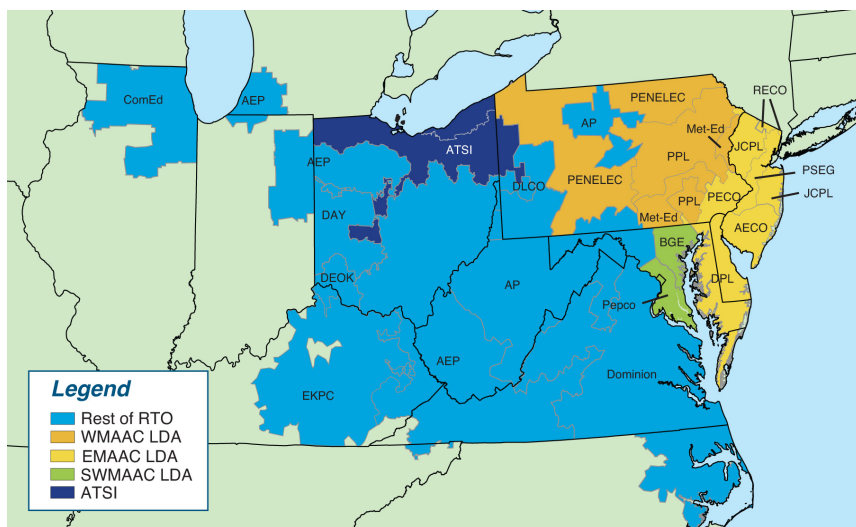 RECO
ComEd
AEP
PENELEC
AP
Met-Ed
JCPL
ATSI
PPL
AEP
PSEG
DLCO
PENELEC
PECO
JCPL
PPL
DAY
Met-Ed
AECO
BGE
DEOK
AP
DPL
Pepco
AEP
Dominion
EKPC
Legend
Rest of RTO
WMAAC LDA
EMAAC LDA
SWMAAC LDA
ATSI